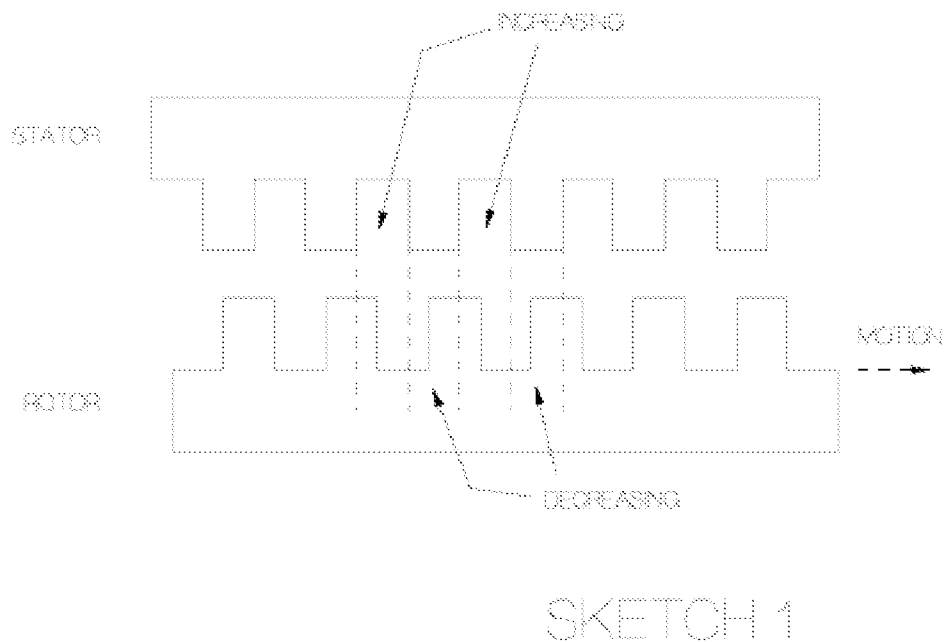 INCREASING
STATOR
MOTION
ROTOR
DECREASING
SKETCH 1